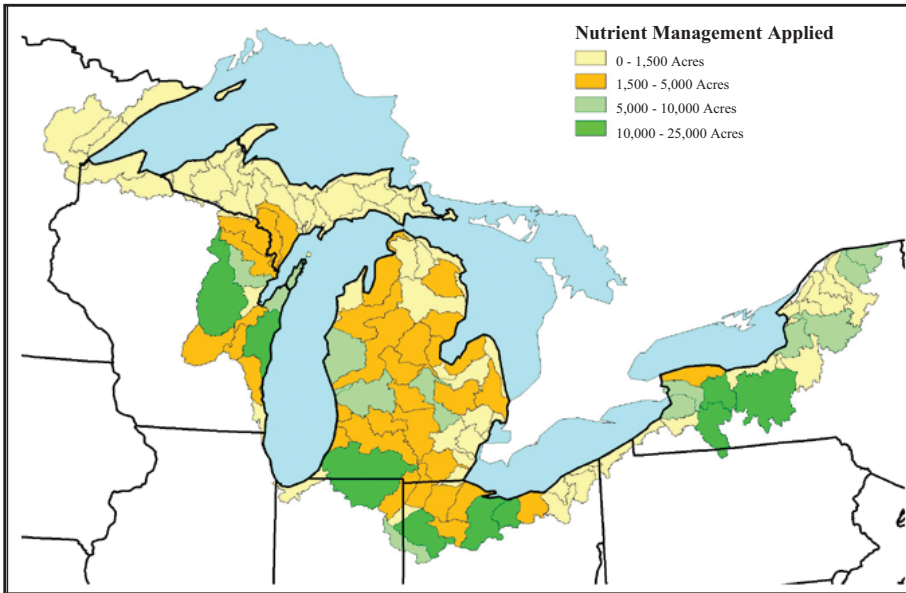 Nutrient Management Applied
0 - 1,500 Acres
1,500 - 5,000 Acres
5,000 - 10,000 Acres
10,000 - 25,000 Acres